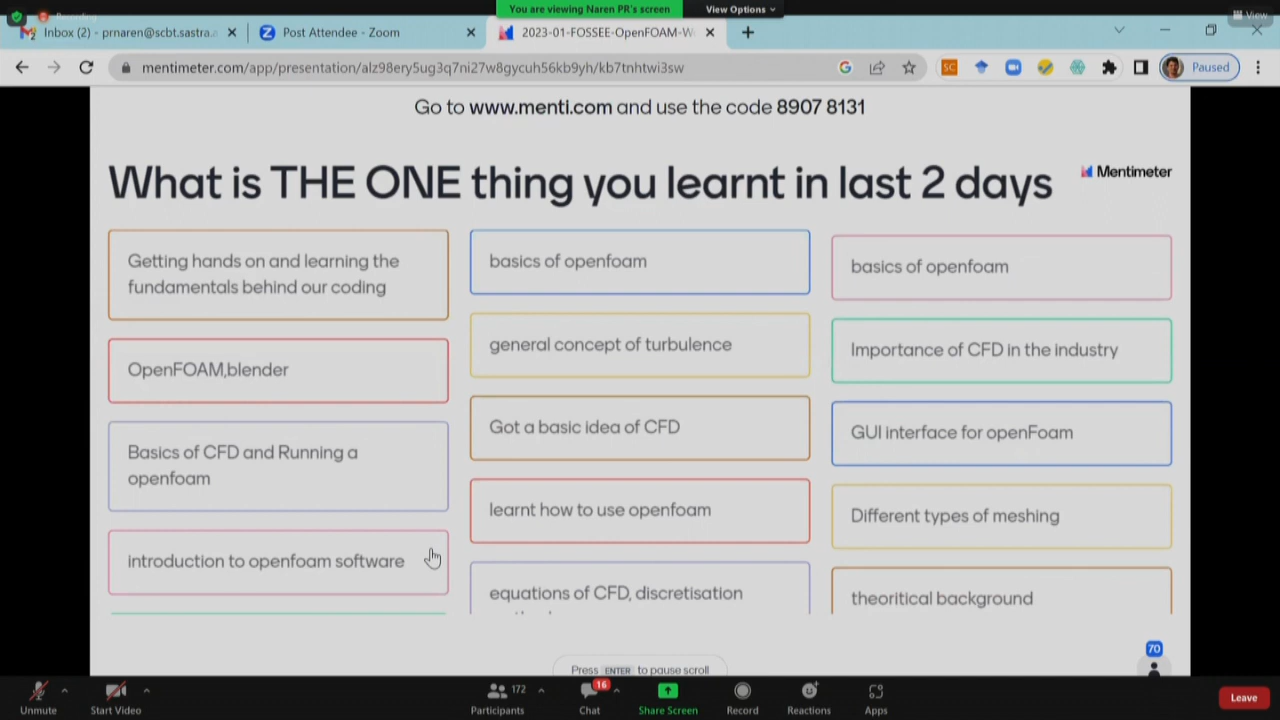 Recording
You are viewing Naren PR's screen
View Options
View
Inbox (2) - prnaren@scbt.sastra.
Post Attendee - Zoom
2023-01-FOSSEE-OpenFOAM-W
mentimeter.com/app/presentation/alz98ery5ug3q7n27w8gycuh56kb9yh/kb7tnhtwi3sw
SC
Paused
Go to www.menti.com and use the code 8907 8131
What is THE ONE thing you learnt in last 2 days
Mentimeter
Getting hands on and learning the
fundamentals behind our coding
OpenFOAM,blender
Basics of CFD and Running a
openfoam
introduction to openfoam software
basics of openfoam
general concept of turbulence
Got a basic idea of CFD
learnt how to use openfoam
equations of CFD, discretisation
basics of openfoam
Importance of CFD in the industry
GUI interface for openFoam
Different types of meshing
theoritical background
Press ENTER to pause scroll
70
Unmute
Start Video
172
Participants
16
Chat
Share Screen
Record
Reactions
Apps
Leave